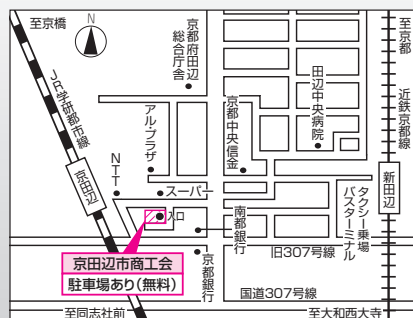 至京橋
N
JR学研都市線
京田辺
NTT
アル・プラザ
京都府田辺
総合庁舎
スーパー
入口
京都中央信金
田辺中央病院
至京都
近鉄京都線
新田辺
タクシー乗場
バスターミナル
南都銀行
京都銀行
旧307号線
国道307号線
京田辺市商工会
駐車場あり(無料)
至同志社前
至大和西大寺